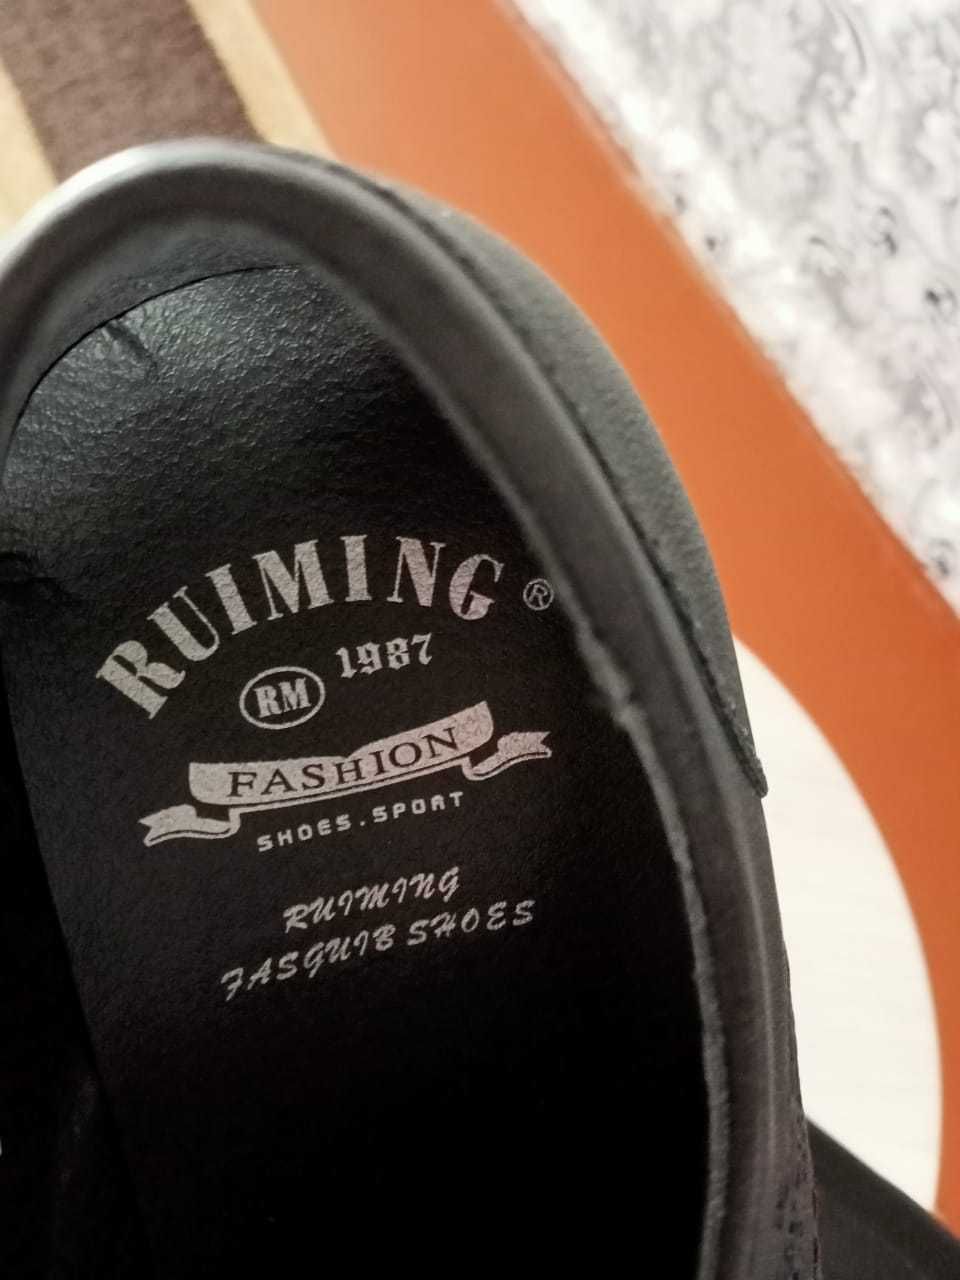 RUIMING ®
RM 1987
FASHION
SHOES.SPORT
RUIMING
FASGUIB SHOES